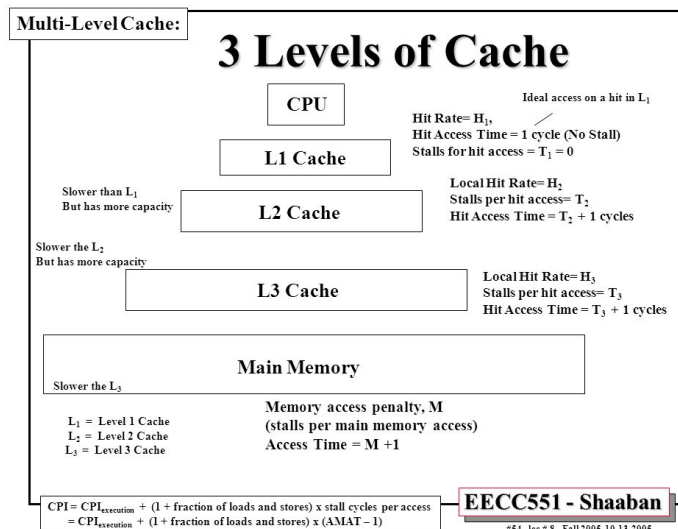 Multi-Level Cache:
3 Levels of Cache
CPU
Ideal access on a hit in L1
Hit Rate= H1,
Hit Access Time = 1 cycle (No Stall)
Stalls for hit access = T1 = 0
L1 Cache
Slower than L1
But has more capacity
L2 Cache
Local Hit Rate= H2
Stalls per hit access= T2
Hit Access Time = T2 + 1 cycles
Slower the L2
But has more capacity
L3 Cache
Local Hit Rate= H3
Stalls per hit access= T3
Hit Access Time = T3 + 1 cycles
Main Memory
Slower the L3
Memory access penalty, M
(stalls per main memory access)
Access Time = M +1
L1 = Level 1 Cache
L2 = Level 2 Cache
L3 = Level 3 Cache
CPI = CPIexecution + (1 + fraction of loads and stores) x stall cycles per access
= CPIexecution + (1 + fraction of loads and stores) x (AMAT – 1)
EECC551 - Shaaban
#54 lec # 8 Fall 2005 10-13-2005